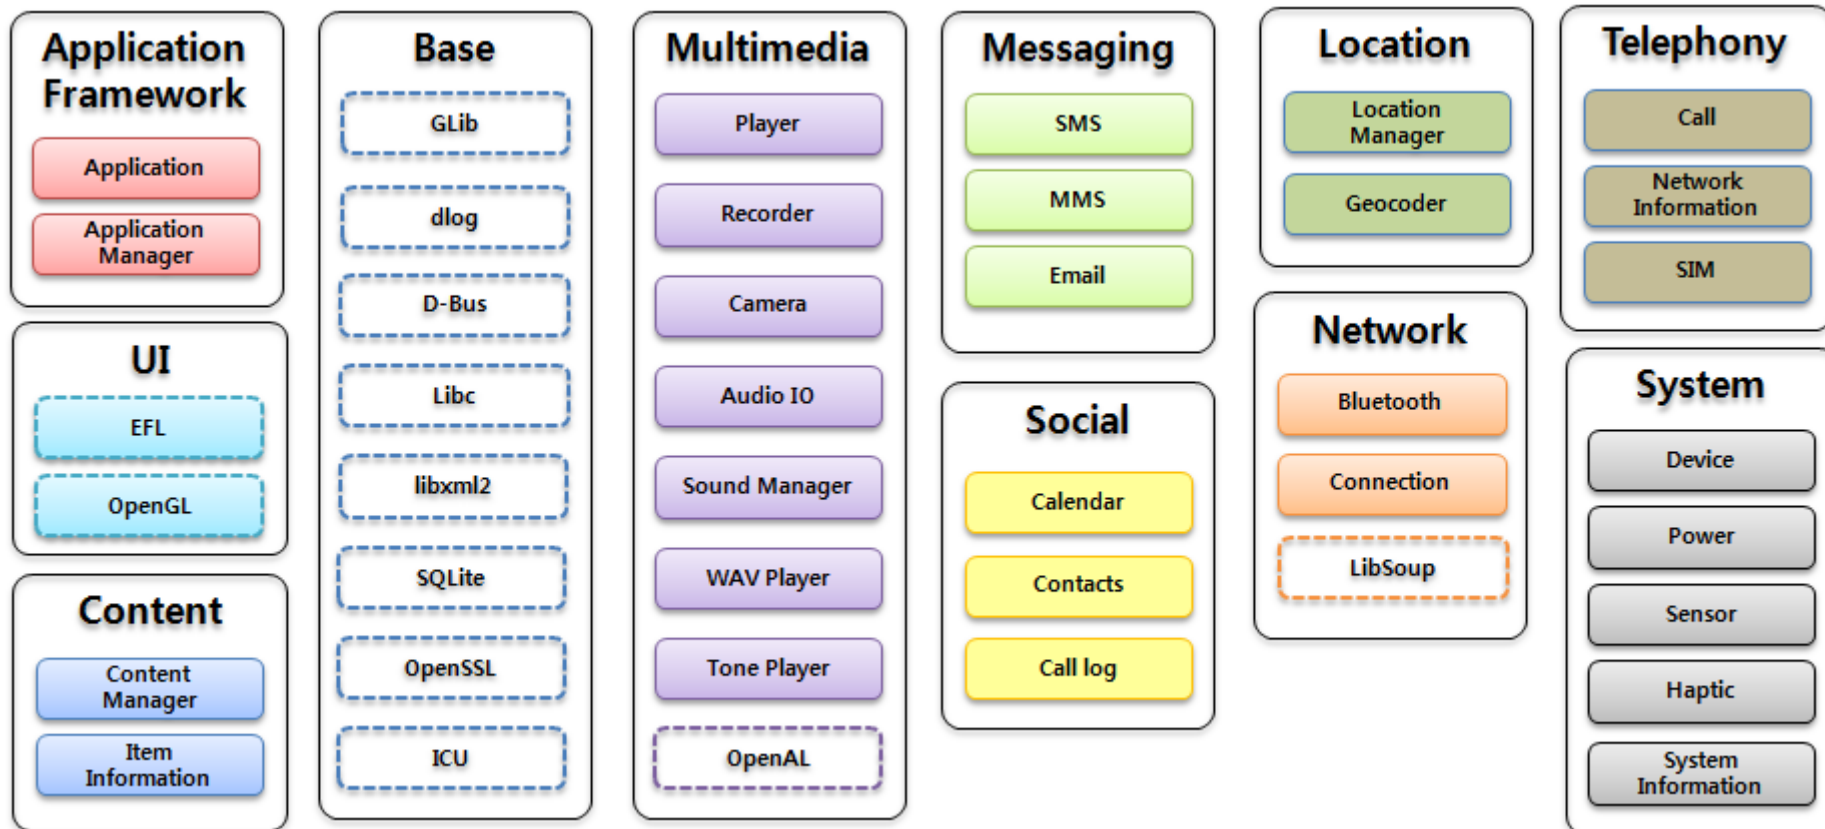 Application
Framework
Application
Application
Manager
UI
EFL
OpenGL
Content
Content
Manager
Item
Information
Base
GLib
dlog
D-Bus
Libc
libxml2
SQLite
OpenSSL
ICU
Multimedia
Player
Recorder
Camera
Audio IO
Sound Manager
WAV Player
Tone Player
OpenAL
Messaging
SMS
MMS
Email
Social
Calendar
Contacts
Call log
Location
Location
Manager
Geocoder
Network
Bluetooth
Connection
LibSoup
Telephony
Call
Network
Information
SIM
System
Device
Power
Sensor
Haptic
System
Information